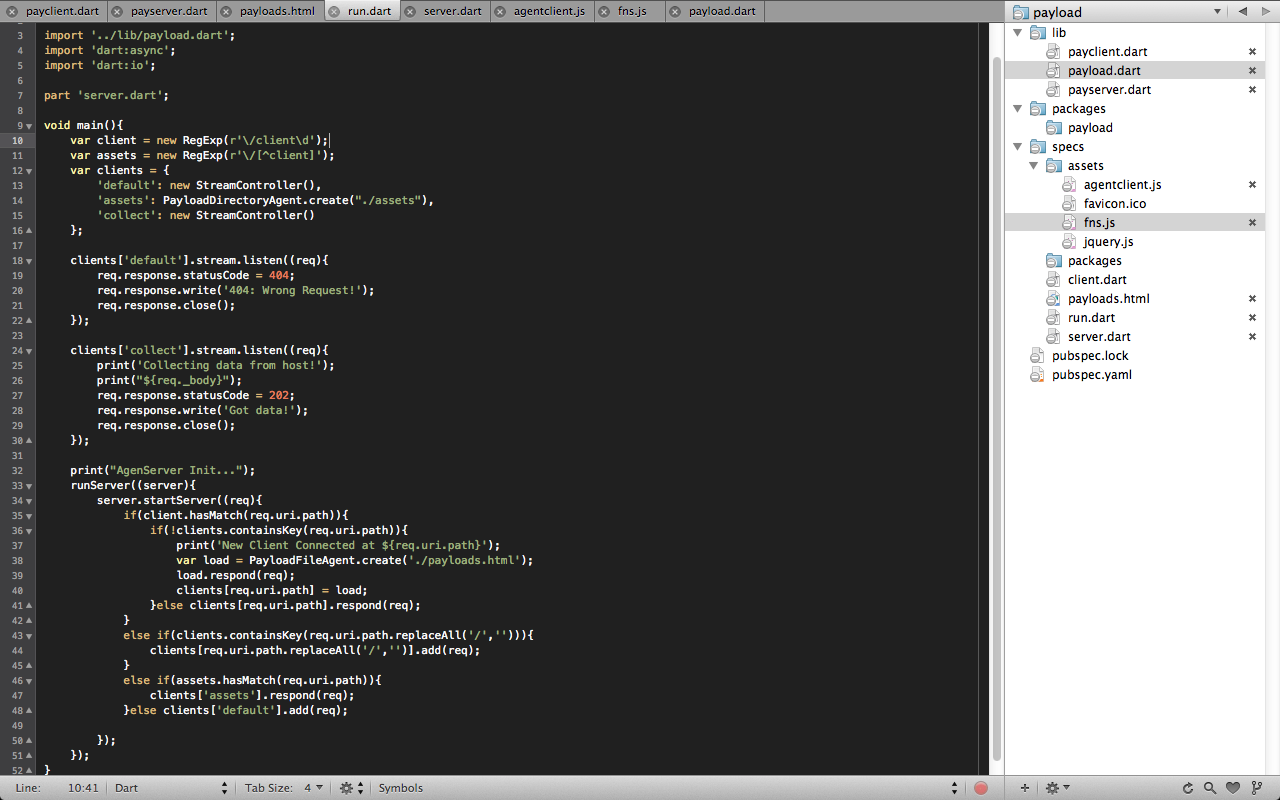 payclient.dart payserver.dart payloads.html run.dart server.dart agentclient.js fns.js payload.dart
3 import '../lib/payload.dart';
4 import 'dart:async';
5 import 'dart:io';
6
7 part 'server.dart';
8
9 void main(){
10 var client = new RegExp(r'\/client\d');
11 var assets = new RegExp(r'\/[^client]');
12 var clients = {
13 'default': new StreamController(),
14 'assets': PayloadDirectoryAgent.create("./assets"),
15 'collect': new StreamController()
16 };
17
18 clients['default'].stream.listen((req){
19 req.response.statusCode = 404;
20 req.response.write('404: Wrong Request!');
21 req.response.close();
22 });
23
24 clients['collect'].stream.listen((req){
25 print('Collecting data from host!');
26 print("${req._body}");
27 req.response.statusCode = 202;
28 req.response.write('Got data!');
29 req.response.close();
30 });
31
32 print("AgenServer Init...");
33 runServer((server){
34 server.startServer((req){
35 if(client.hasMatch(req.uri.path)){
36 if(!clients.containsKey(req.uri.path)){
37 print('New Client Connected at ${req.uri.path}');
38 var load = PayloadFileAgent.create('./payloads.html');
39 load.respond(req);
40 clients[req.uri.path] = load;
41 }else clients[req.uri.path].respond(req);
42 }
43 else if(clients.containsKey(req.uri.path.replaceAll('/',''))){
44 clients[req.uri.path.replaceAll('/','')].add(req);
45 }
46 else if(assets.hasMatch(req.uri.path)){
47 clients['assets'].respond(req);
48 }else clients['default'].add(req);
49
50 });
51 });
52 }
Line: 10:41 Dart Tab Size: 4 Symbols
payload
lib
payclient.dart
payload.dart
payserver.dart
packages
payload
specs
assets
agentclient.js
favicon.ico
fns.js
jquery.js
packages
client.dart
payloads.html
run.dart
server.dart
pubspec.lock
pubspec.yaml